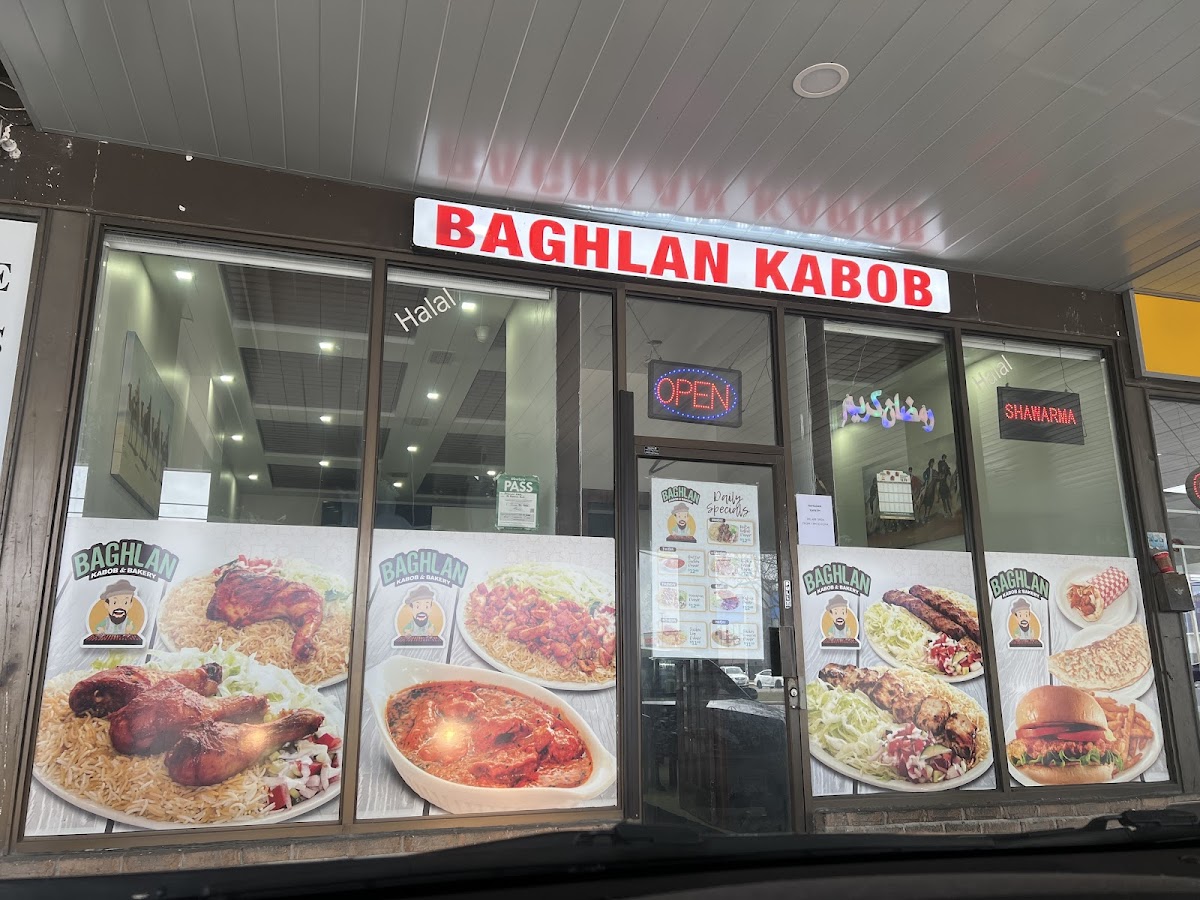 BAGHLAN KABOB
Halal
OPEN
رمضان كريم
Halal
SHAWARMA
E
S
PASS
BAGHLAN
Daily
Specials
BAGHLAN
KABOB & BAKERY
BAGHLAN
KABOB & BAKERY
BAGHLAN
KABOB & BAKERY
BAGHLAN
KABOB & BAKERY